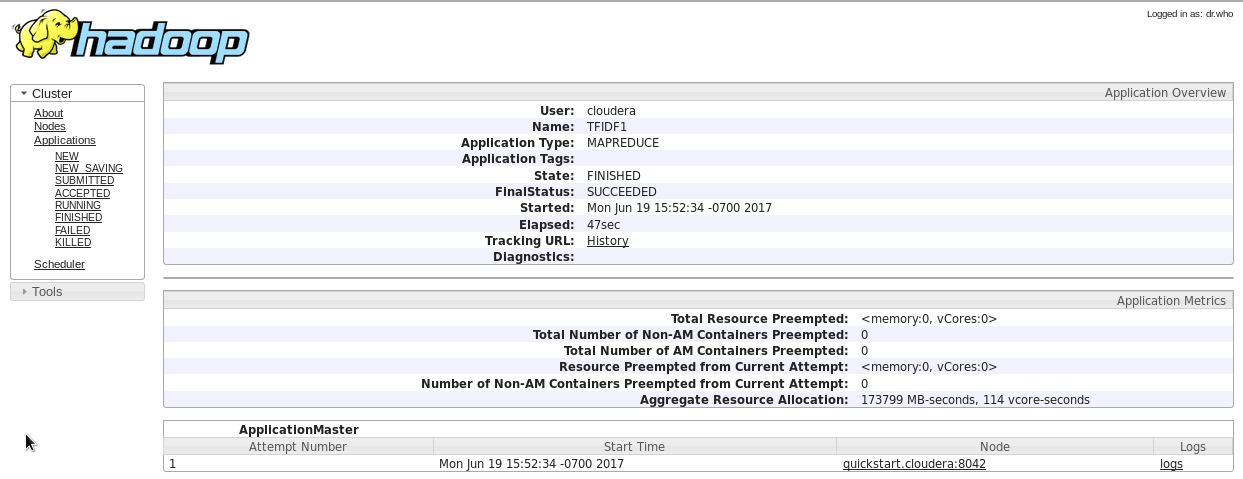 Logged in as: dr.who
hadoop
Cluster
About
Nodes
Applications
NEW
NEW_SAVING
SUBMITTED
ACCEPTED
RUNNING
FINISHED
FAILED
KILLED
Scheduler
Tools
Application Overview
User: cloudera
Name: TFIDF1
Application Type: MAPREDUCE
Application Tags:
State: FINISHED
FinalStatus: SUCCEEDED
Started: Mon Jun 19 15:52:34 -0700 2017
Elapsed: 47sec
Tracking URL: History
Diagnostics:
Application Metrics
Total Resource Preempted: <memory:0, vCores:0>
Total Number of Non-AM Containers Preempted: 0
Total Number of AM Containers Preempted: 0
Resource Preempted from Current Attempt: <memory:0, vCores:0>
Number of Non-AM Containers Preempted from Current Attempt: 0
Aggregate Resource Allocation: 173799 MB-seconds, 114 vcore-seconds
ApplicationMaster
Attempt Number Start Time Node Logs
1 Mon Jun 19 15:52:34 -0700 2017 quickstart.cloudera:8042 logs